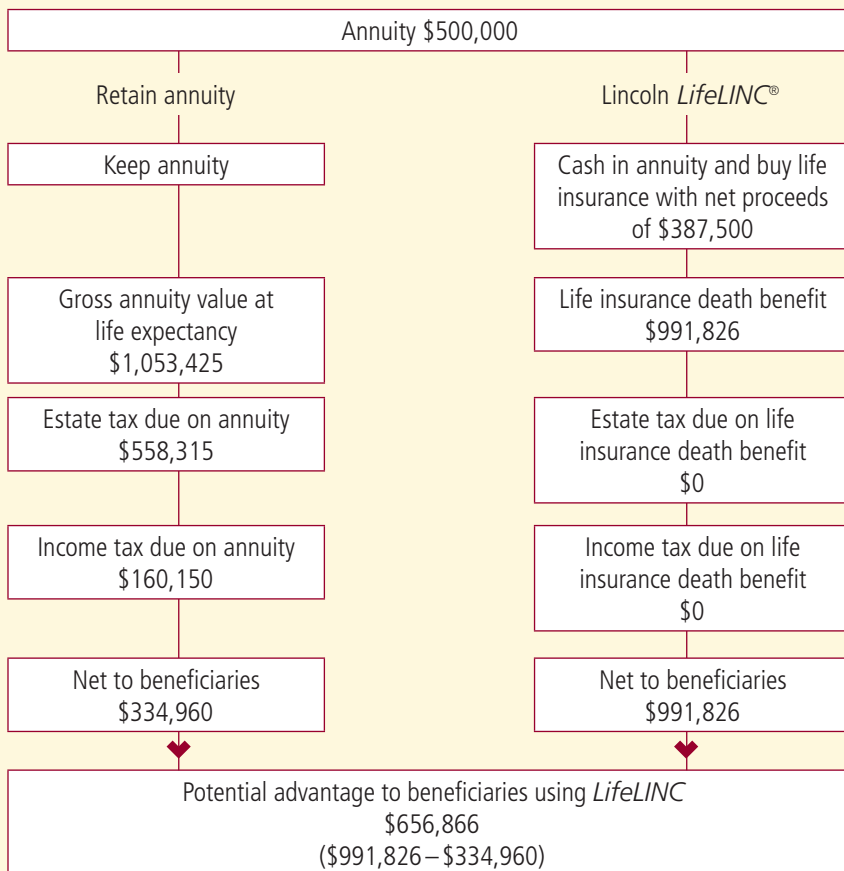 Annuity $500,000
Retain annuity
Lincoln LifeLINC®
Keep annuity
Cash in annuity and buy life
insurance with net proceeds
of $387,500
Gross annuity value at
life expectancy
$1,053,425
Life insurance death benefit
$991,826
Estate tax due on annuity
$558,315
Estate tax due on life
insurance death benefit
$0
Income tax due on annuity
$160,150
Income tax due on life
insurance death benefit
$0
Net to beneficiaries
$334,960
Net to beneficiaries
$991,826
Potential advantage to beneficiaries using LifeLINC
$656,866
($991,826–$334,960)